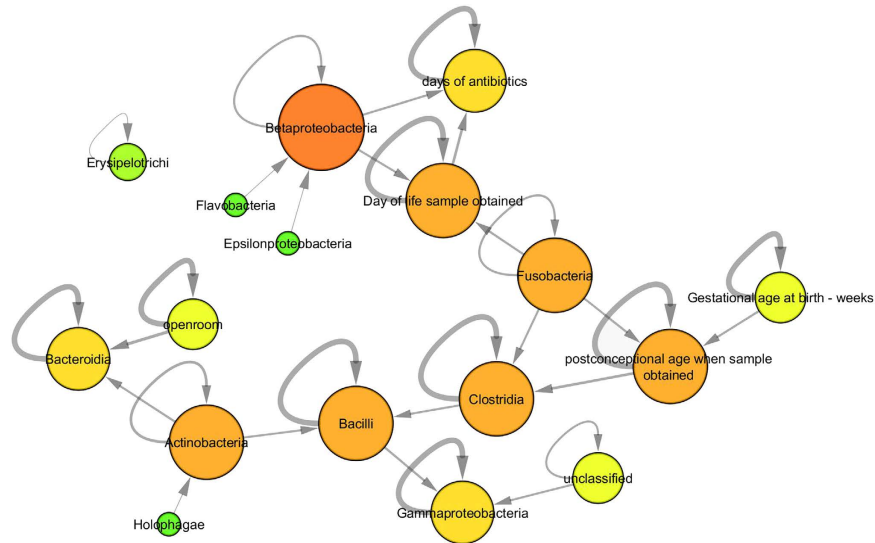 days of antibiotics
Betaproteobacteria
Erysipelotrichi
Flavobacteria
Day of life sample obtained
Epsilonproteobacteria
Fusobacteria
Gestational age at birth - weeks
openroom
Bacteroidia
postconceptional age when sample
obtained
Clostridia
Bacilli
Actinobacteria
unclassified
Gammaproteobacteria
Holophagae